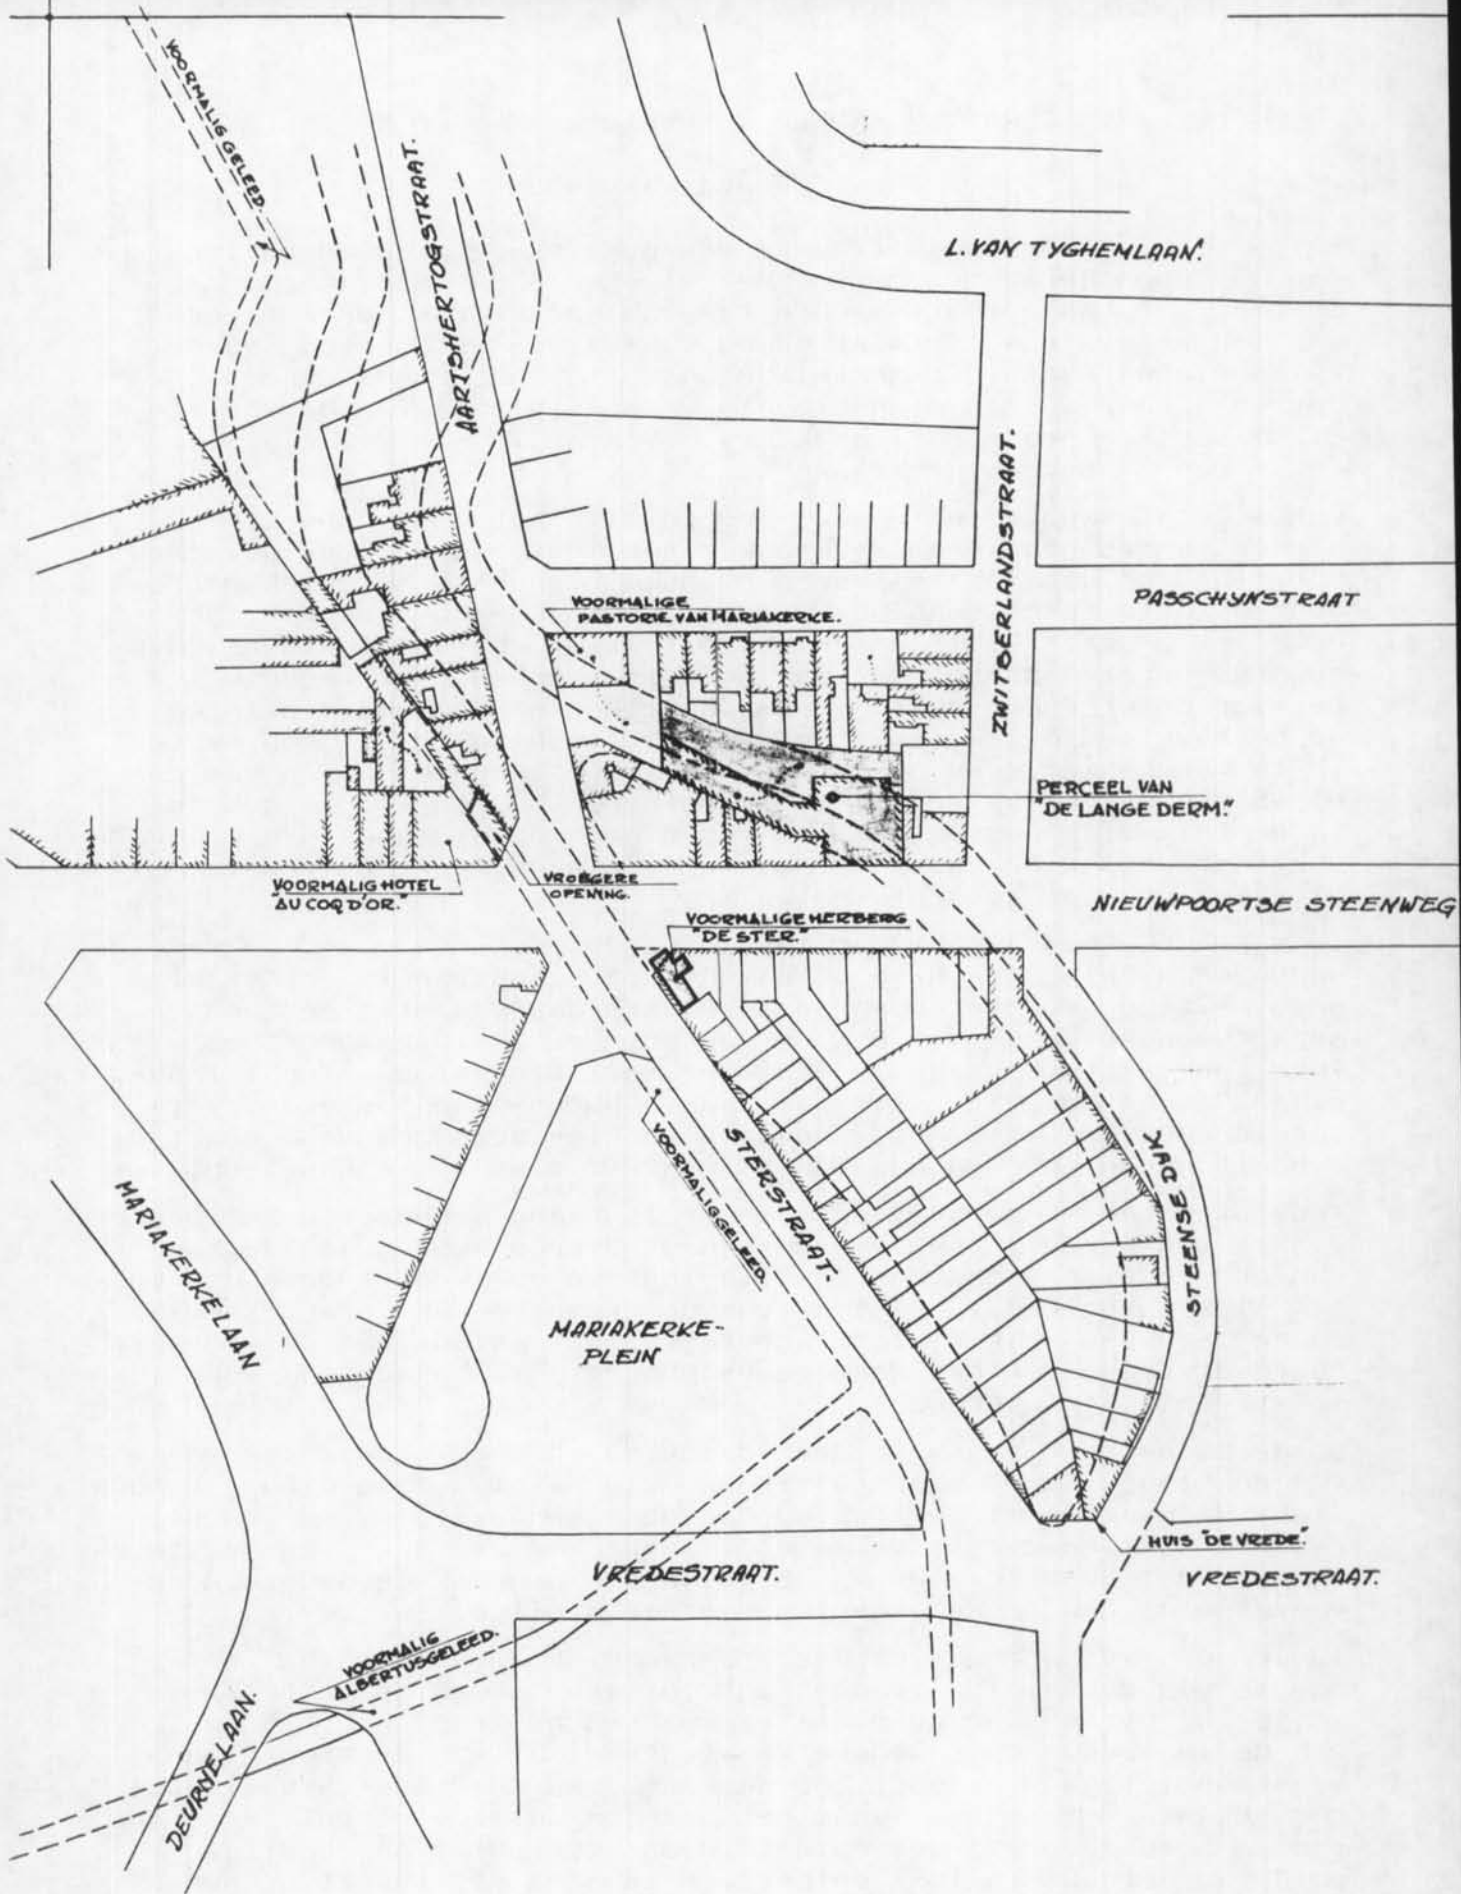 VOORMALIG GELEED.
AARTSHERTOGSTRAAT.
L. VAN TYGHEMLAAN.
ZWITSERLANDSTRAAT.
PASSCHYNSTRAAT
VOORMALIGE
PASTORIE VAN MARIAKERKE.
PERCEEL VAN
"DE LANGE DERM."
VOORMALIG HOTEL
"AU COQ D'OR."
VROEGERE
OPENING.
NIEUWPOORTSE STEENWEG
VOORMALIGE HERBERG
"DE STER."
MARIAKERKELAAN
VOORMALIG GELEED.
STERSTRAAT.
STEENSE DYK
MARIAKERKE-
PLEIN
HUIS "DE VREDE".
VREDESTRAAT.
VREDESTRAAT.
VOORMALIG
ALBERTUSGELEED.
DEURNELAAN.